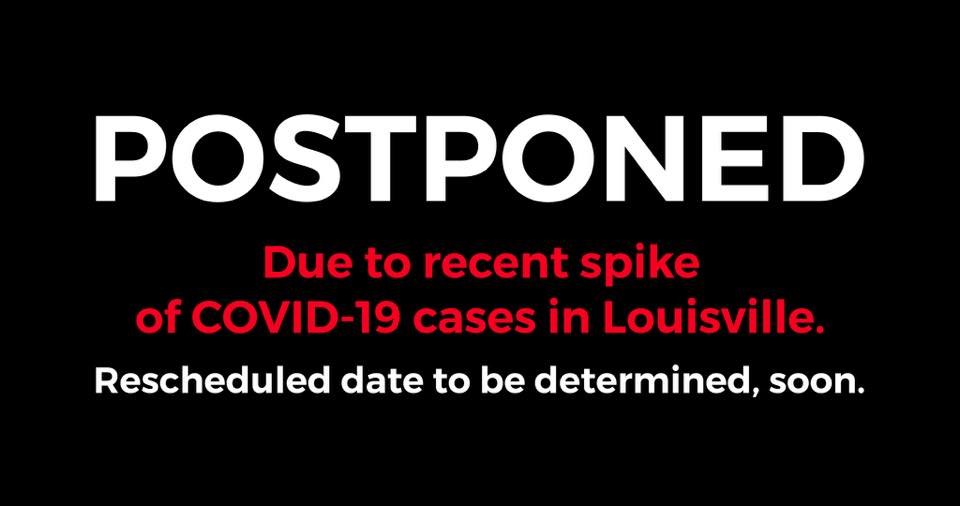 POSTPONED
Due to recent spike
of COVID-19 cases in Louisville.
Rescheduled date to be determined, soon.